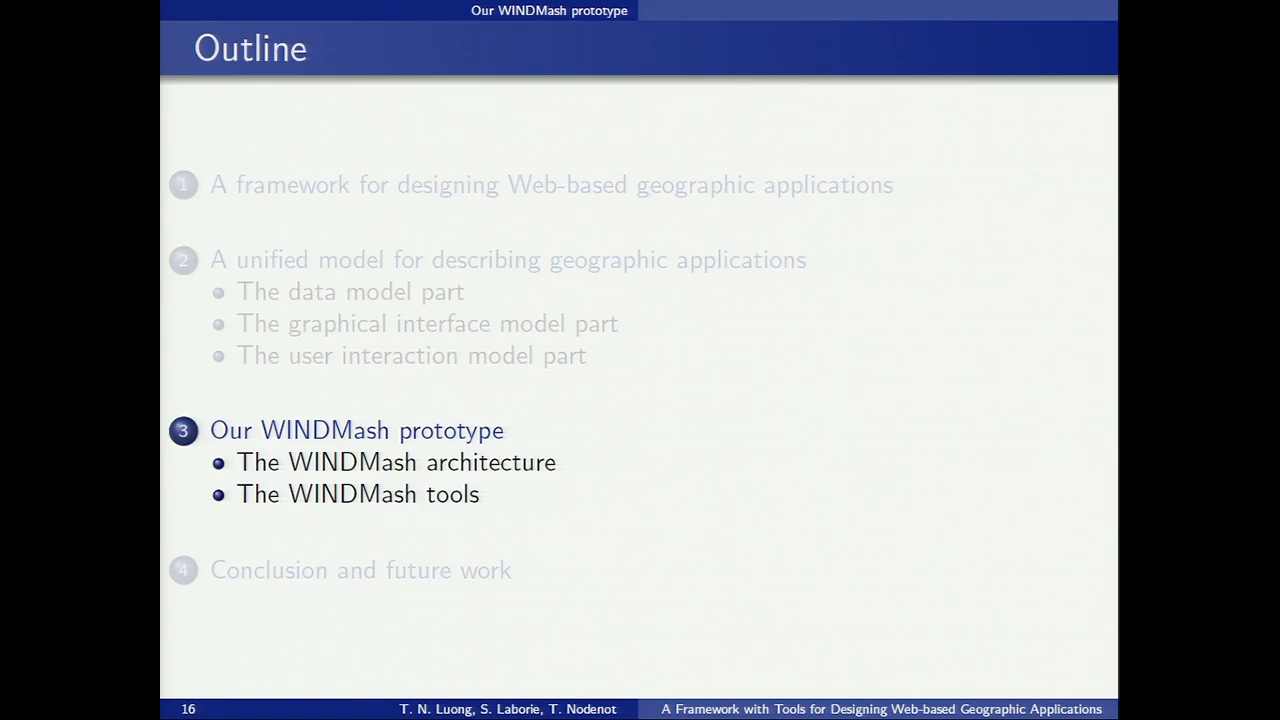 Our WINDMash prototype
Outline
1 A framework for designing Web-based geographic applications
2 A unified model for describing geographic applications
The data model part
The graphical interface model part
The user interaction model part
3 Our WINDMash prototype
The WINDMash architecture
The WINDMash tools
4 Conclusion and future work
16 T. N. Luong, S. Laborie, T. Nodenot A Framework with Tools for Designing Web-based Geographic Applications